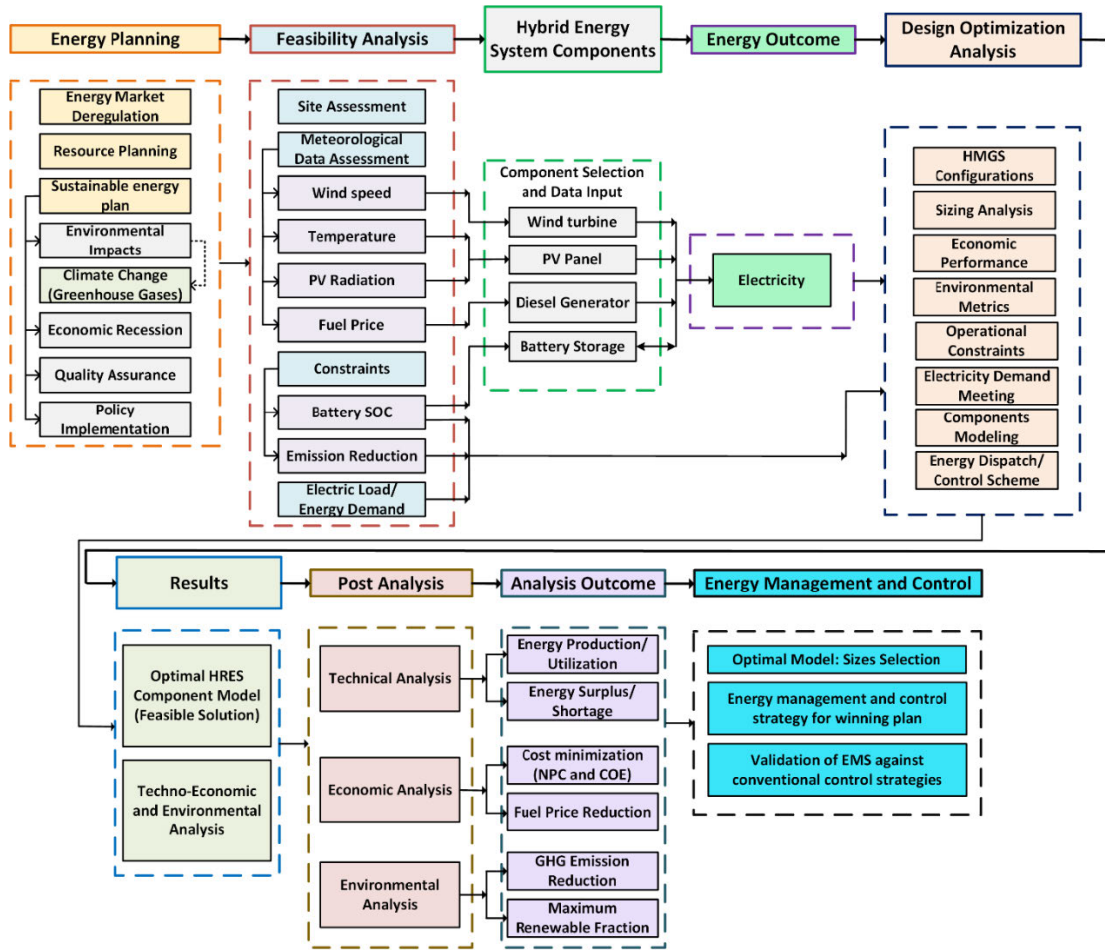 Energy Planning
Feasibility Analysis
Hybrid Energy
System Components
Energy Outcome
Design Optimization
Analysis
Energy Market
Deregulation
Resource Planning
Sustainable energy
plan
Environmental
Impacts
Climate Change
(Greenhouse Gases)
Economic Recession
Quality Assurance
Policy
Implementation
Site Assessment
Meteorological
Data Assessment
Wind speed
Temperature
PV Radiation
Fuel Price
Constraints
Battery SOC
Emission Reduction
Electric Load/
Energy Demand
Component Selection
and Data Input
Wind turbine
PV Panel
Diesel Generator
Battery Storage
Electricity
HMGS
Configurations
Sizing Analysis
Economic
Performance
Environmental
Metrics
Operational
Constraints
Electricity Demand
Meeting
Components
Modeling
Energy Dispatch/
Control Scheme
Results
Post Analysis
Analysis Outcome
Energy Management and Control
Optimal HRES
Component Model
(Feasible Solution)
Techno-Economic
and Environmental
Analysis
Technical Analysis
Economic Analysis
Environmental
Analysis
Energy Production/
Utilization
Energy Surplus/
Shortage
Cost minimization
(NPC and COE)
Fuel Price Reduction
GHG Emission
Reduction
Maximum
Renewable Fraction
Optimal Model: Sizes Selection
Energy management and control
strategy for winning plan
Validation of EMS against
conventional control strategies